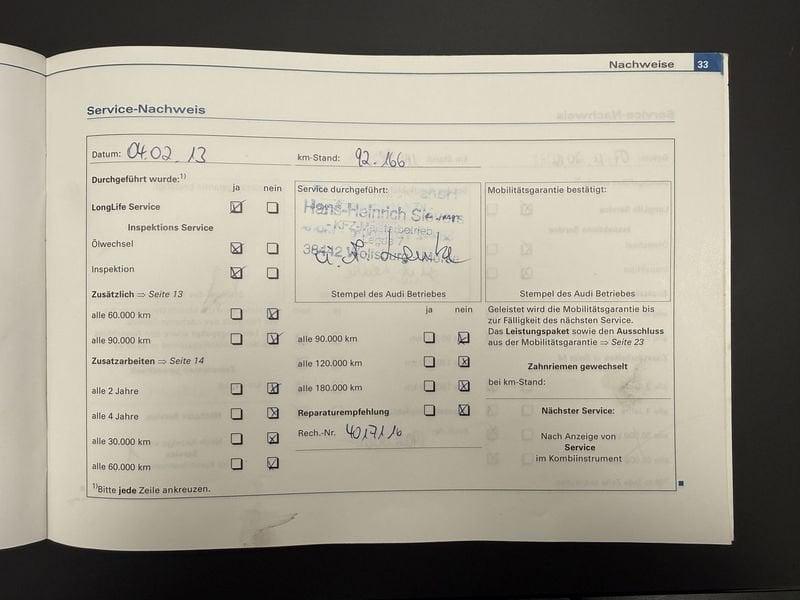 Nachweise 33
Service-Nachweis
Datum: 04.02.13 km-Stand: 92.166
Durchgeführt wurde:1)
ja nein
LongLife Service
Inspektions Service
Ölwechsel
Inspektion
Zusätzlich ⇒ Seite 13
alle 60.000 km
alle 90.000 km
Zusatzarbeiten ⇒ Seite 14
alle 2 Jahre
alle 4 Jahre
alle 30.000 km
alle 60.000 km
1)Bitte jede Zeile ankreuzen.
Service durchgeführt:
Hans-Heinrich
KFZ-Meisterbetrieb
38442 Wolfsburg
Stempel des Audi Betriebes
ja nein
alle 90.000 km
alle 120.000 km
alle 180.000 km
Reparaturempfehlung
Rech.-Nr.
Mobilitätsgarantie bestätigt:
Stempel des Audi Betriebes
Geleistet wird die Mobilitätsgarantie bis
zur Fälligkeit des nächsten Service.
Das Leistungspaket sowie den Ausschluss
aus der Mobilitätsgarantie ⇒ Seite 23
Zahnriemen gewechselt
bei km-Stand:
Nächster Service:
Nach Anzeige von
Service
im Kombiinstrument